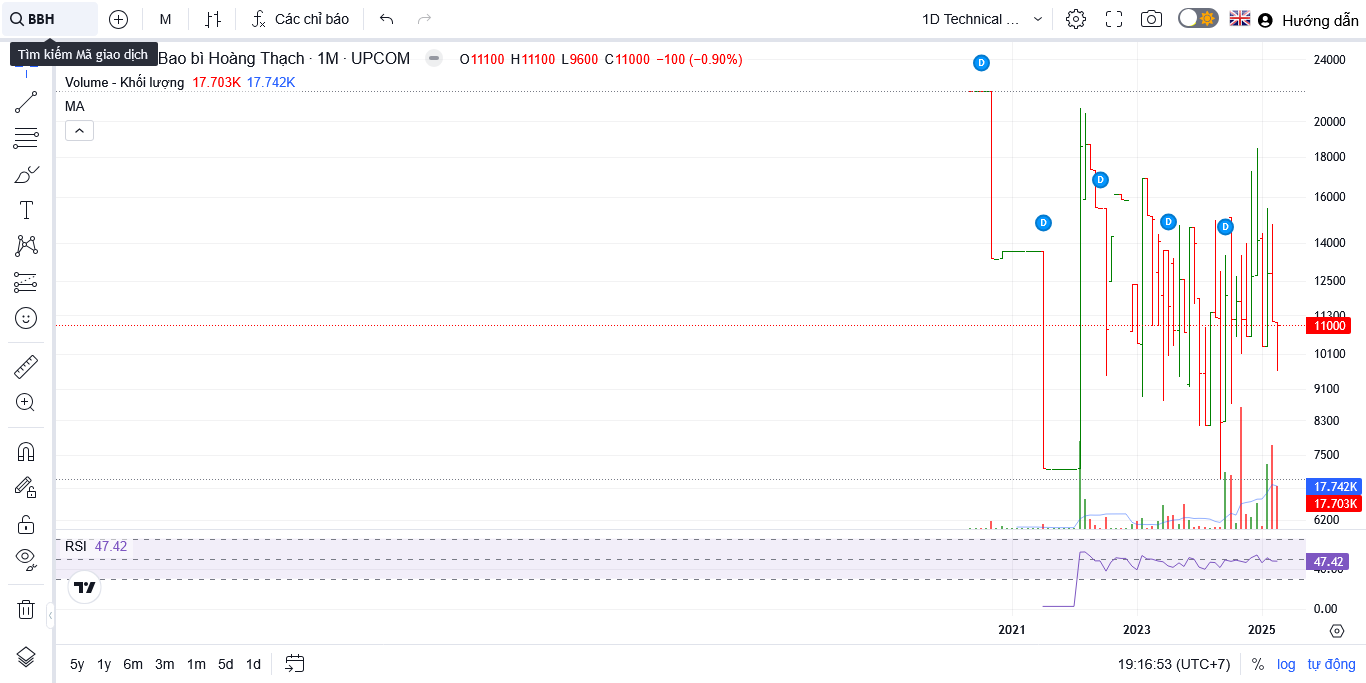 BBH
M
Các chỉ báo
1D Technical ...
Hướng dẫn
Tìm kiếm Mã giao dịch
Bao bì Hoàng Thạch · 1M · UPCOM
O11100 H11100 L9600 C11000 −100 (−0.90%)
Volume - Khối lượng 17.703K 17.742K
MA
D
D
D
D
D
24000
20000
18000
16000
14000
12500
11300
11000
10100
9100
8300
7500
17.742K
17.703K
6200
RSI 47.42
47.42
40.00
0.00
2021
2023
2025
5y 1y 6m 3m 1m 5d 1d
19:16:53 (UTC+7)
% log tự động